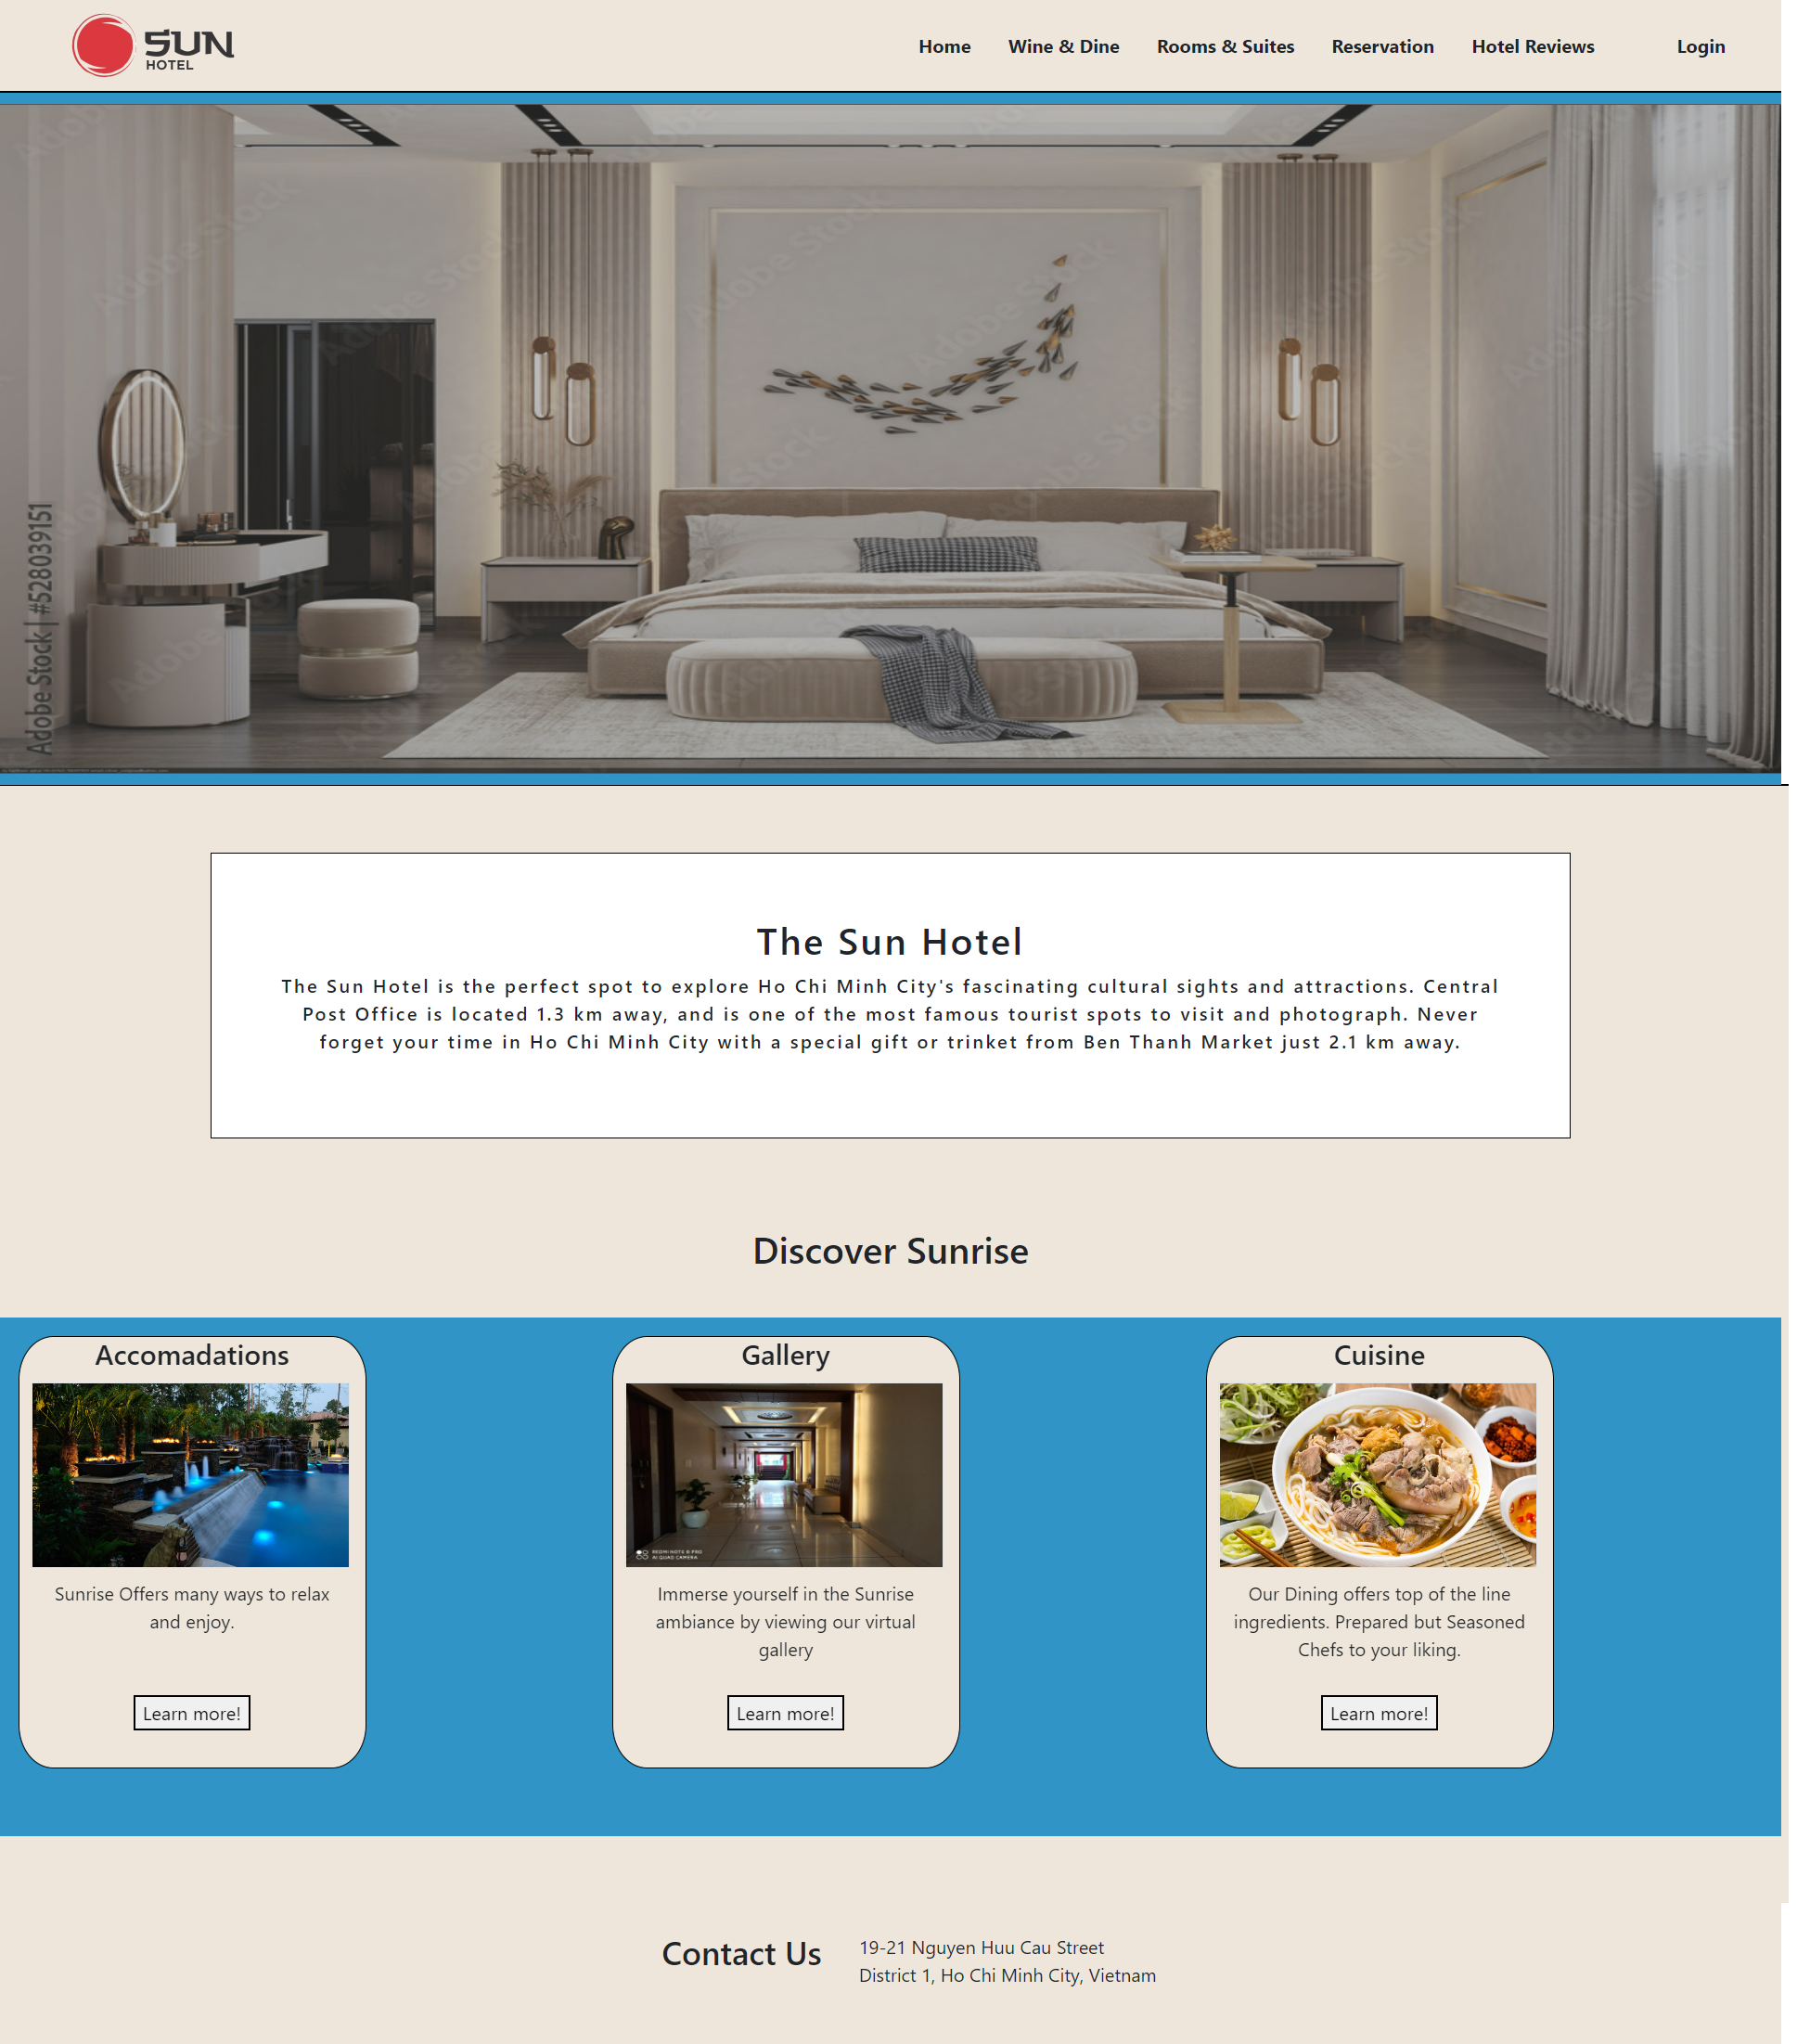 SUN
HOTEL
Home Wine & Dine Rooms & Suites Reservation Hotel Reviews Login
Adobe Stock | #528039151
The Sun Hotel
The Sun Hotel is the perfect spot to explore Ho Chi Minh City's fascinating cultural sights and attractions. Central
Post Office is located 1.3 km away, and is one of the most famous tourist spots to visit and photograph. Never
forget your time in Ho Chi Minh City with a special gift or trinket from Ben Thanh Market just 2.1 km away.
Discover Sunrise
Accomadations
Sunrise Offers many ways to relax
and enjoy.
Learn more!
Gallery
REDMI NOTE 8 PRO
AI QUAD CAMERA
Immerse yourself in the Sunrise
ambiance by viewing our virtual
gallery
Learn more!
Cuisine
Our Dining offers top of the line
ingredients. Prepared but Seasoned
Chefs to your liking.
Learn more!
Contact Us
19-21 Nguyen Huu Cau Street
District 1, Ho Chi Minh City, Vietnam